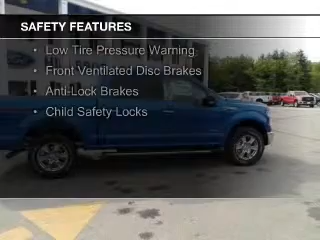 SAFETY FEATURES
• Low Tire Pressure Warning
• Front Ventilated Disc Brakes
• Anti-Lock Brakes
• Child Safety Locks